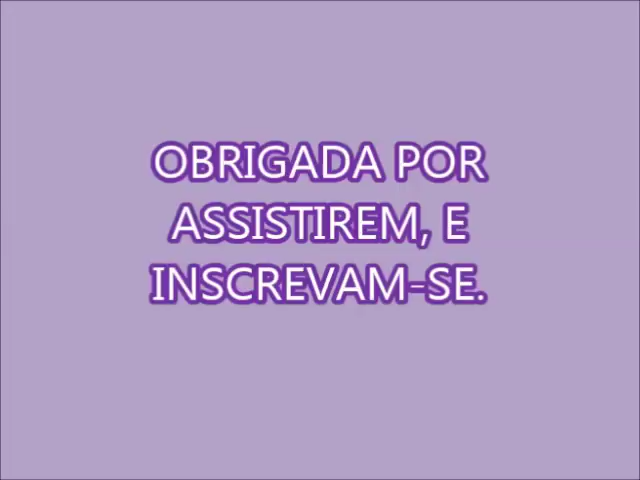 OBRIGADA POR
ASSISTIREM, E
INSCREVAM-SE.